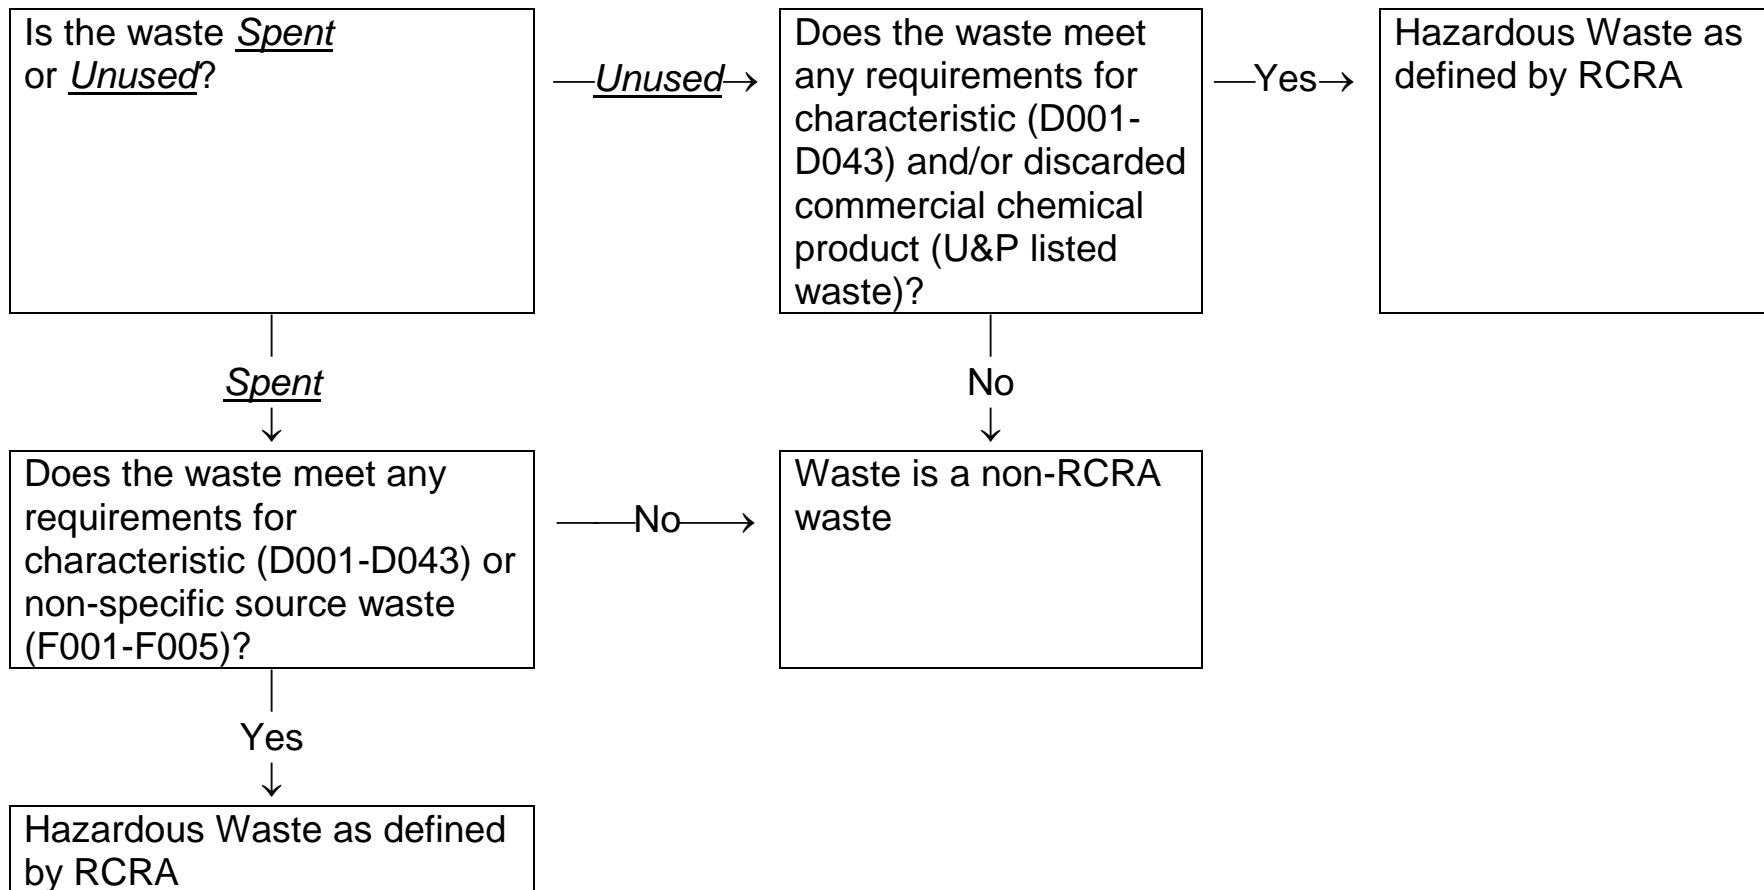 Is the waste Spent
or Unused?
Unused
Does the waste meet
any requirements for
characteristic (D001-
D043) and/or discarded
commercial chemical
product (U&P listed
waste)?
Yes
Hazardous Waste as
defined by RCRA
Spent
No
Does the waste meet any
requirements for
characteristic (D001-D043) or
non-specific source waste
(F001-F005)?
No
Waste is a non-RCRA
waste
Yes
Hazardous Waste as defined
by RCRA